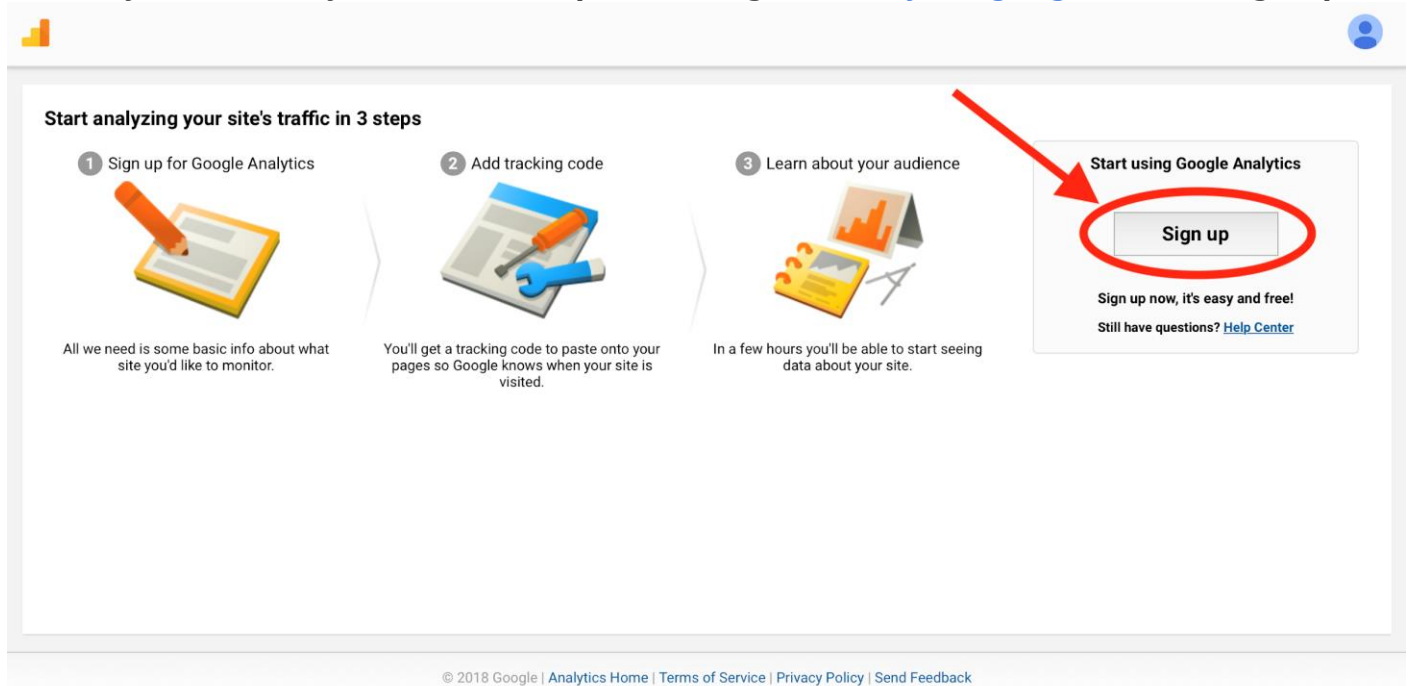 Start analyzing your site's traffic in 3 steps
1 Sign up for Google Analytics
All we need is some basic info about what
site you'd like to monitor.
2 Add tracking code
You'll get a tracking code to paste onto your
pages so Google knows when your site is
visited.
3 Learn about your audience
In a few hours you'll be able to start seeing
data about your site.
Start using Google Analytics
Sign up
Sign up now, it's easy and free!
Still have questions? Help Center
© 2018 Google | Analytics Home | Terms of Service | Privacy Policy | Send Feedback